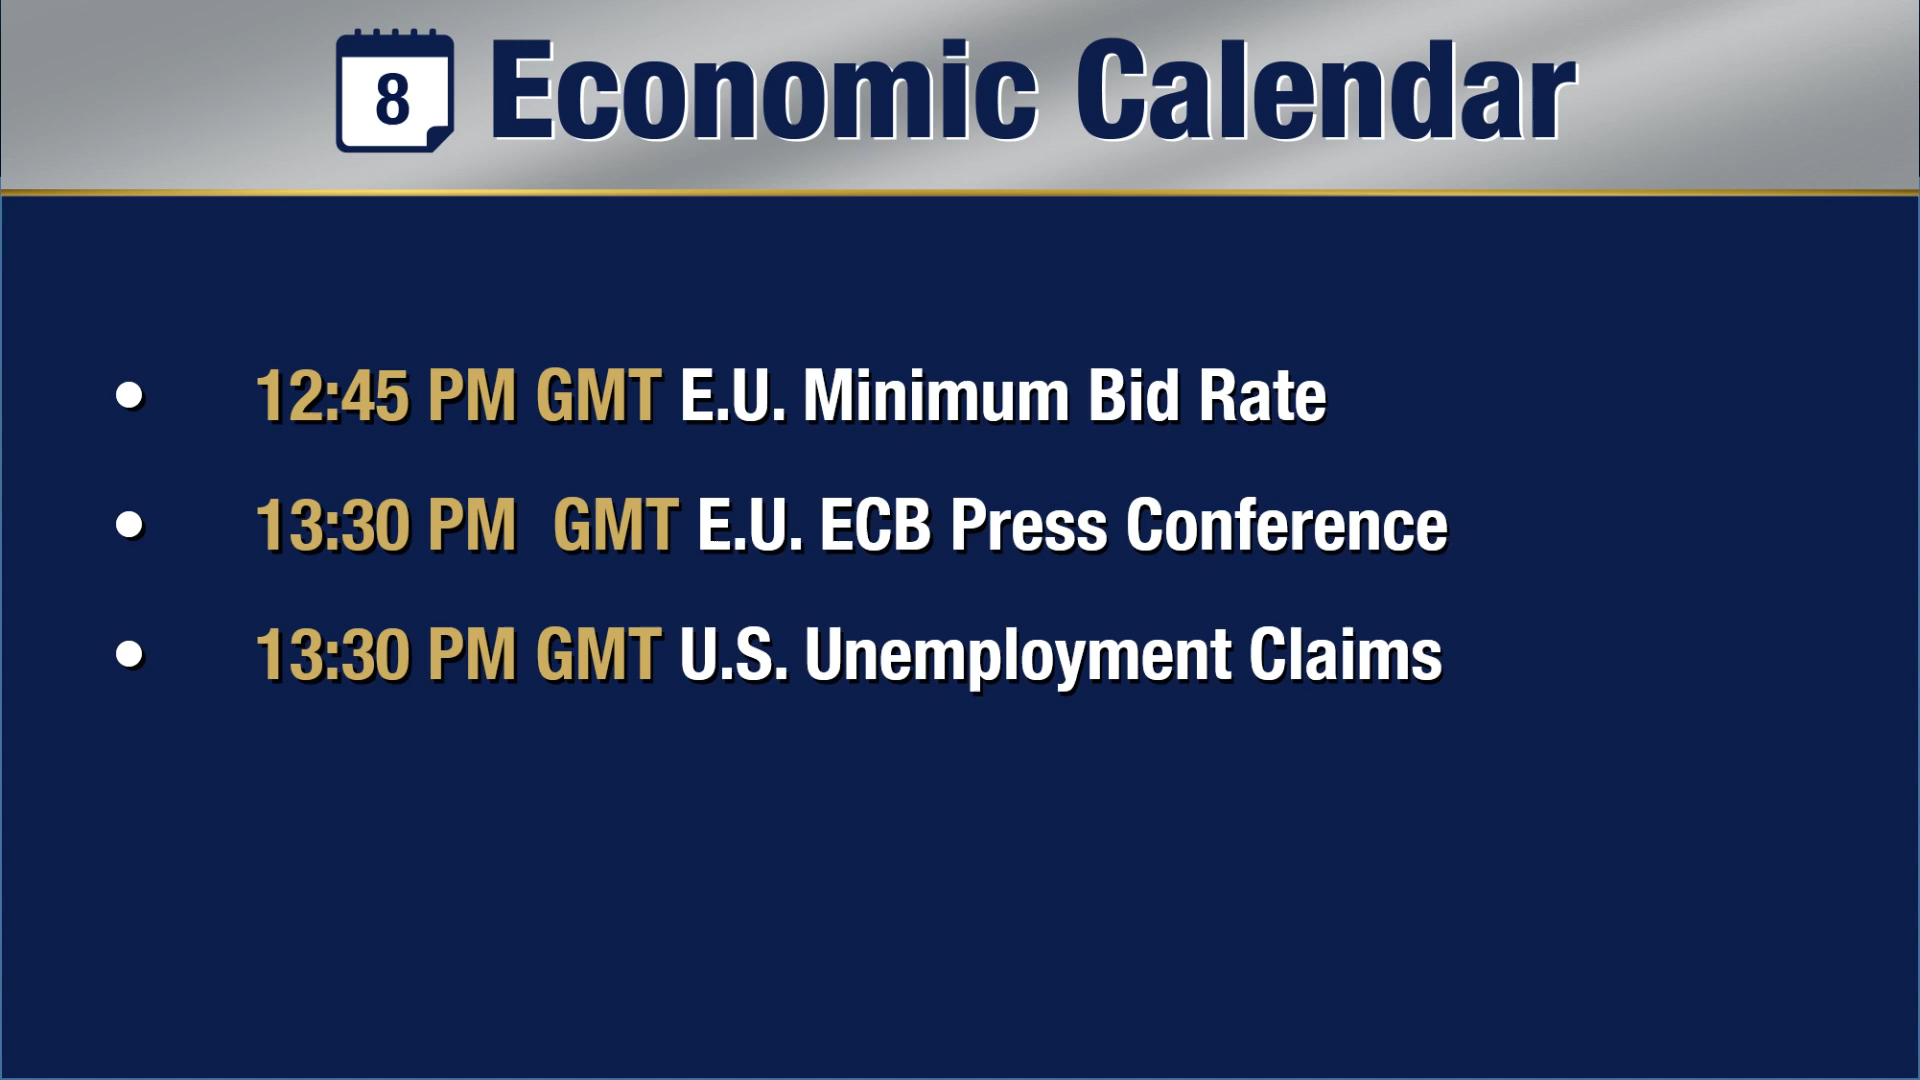 8 Economic Calendar
• 12:45 PM GMT E.U. Minimum Bid Rate
• 13:30 PM  GMT E.U. ECB Press Conference
• 13:30 PM GMT U.S. Unemployment Claims